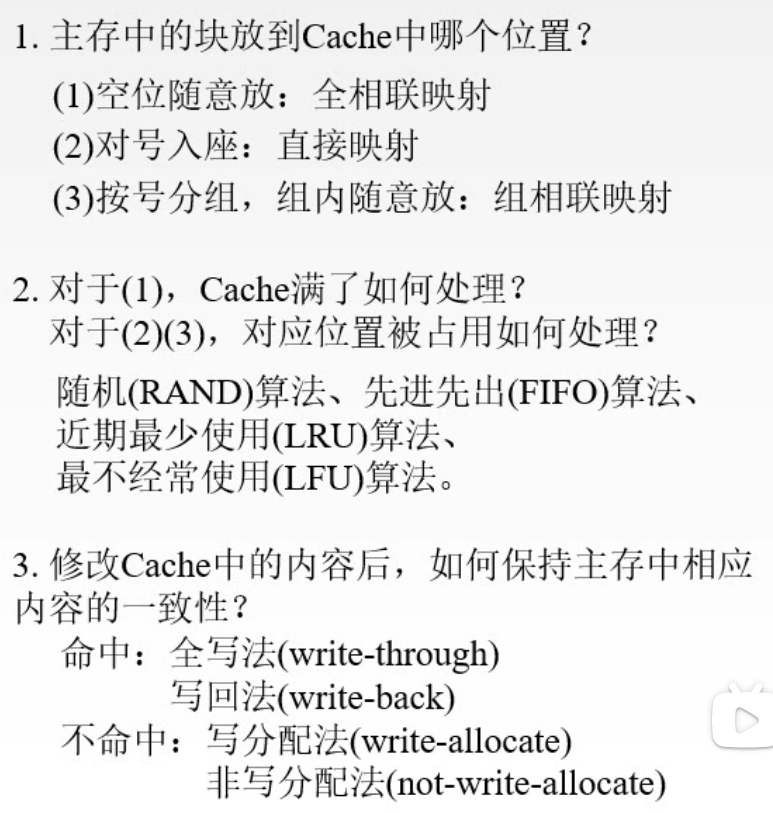 1. 主存中的块放到Cache中哪个位置？
(1)空位随意放：全相联映射
(2)对号入座：直接映射
(3)按号分组，组内随意放：组相联映射
2. 对于(1)，Cache满了如何处理？
对于(2)(3)，对应位置被占用如何处理？
随机(RAND)算法、先进先出(FIFO)算法、
近期最少使用(LRU)算法、
最不经常使用(LFU)算法。
3. 修改Cache中的内容后，如何保持主存中相应
内容的一致性？
命中：全写法(write-through)
写回法(write-back)
不命中：写分配法(write-allocate)
非写分配法(not-write-allocate)